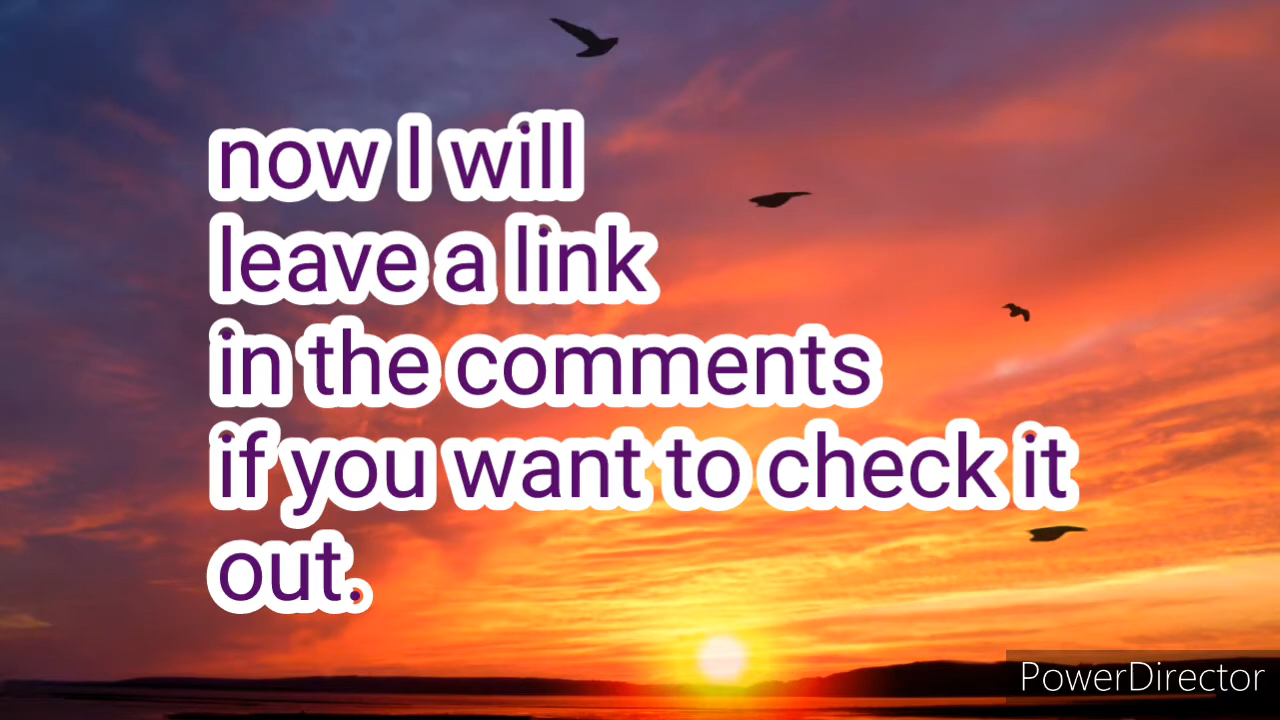 now I will
leave a link
in the comments
if you want to check it
out.
PowerDirector